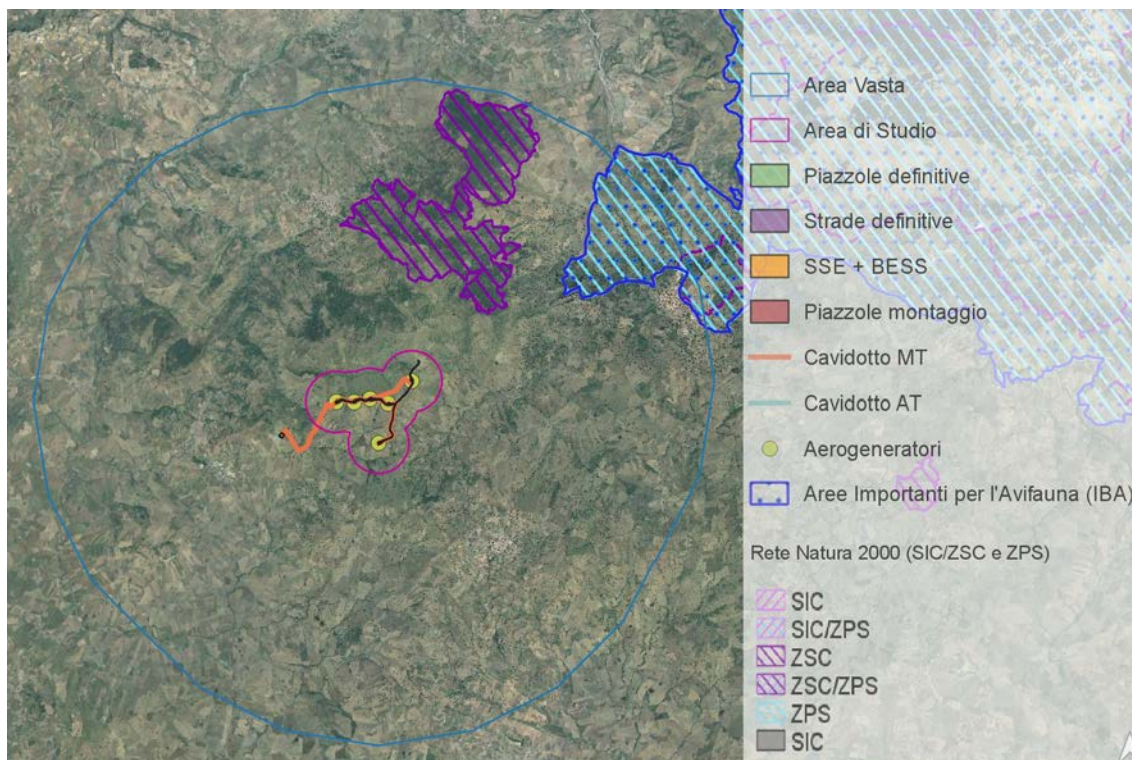 Area Vasta
Area di Studio
Piazzole definitive
Strade definitive
SSE + BESS
Piazzole montaggio
Cavidotto MT
Cavidotto AT
Aerogeneratori
Aree Importanti per l'Avifauna (IBA)
Rete Natura 2000 (SIC/ZSC e ZPS)
SIC
SIC/ZPS
ZSC
ZSC/ZPS
ZPS
SIC